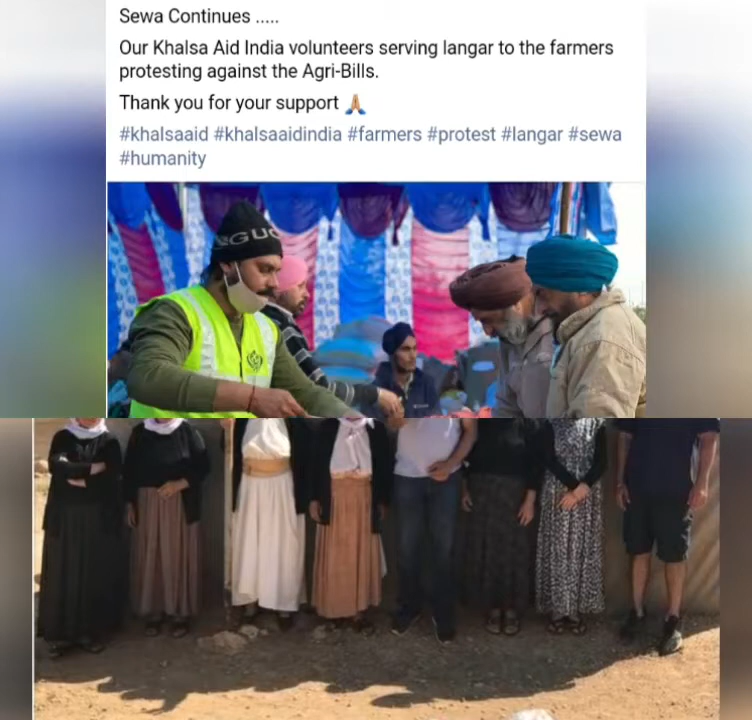 Sewa Continues .....
Our Khalsa Aid India volunteers serving langar to the farmers
protesting against the Agri-Bills.
Thank you for your support 🙏🏽
#khalsaaid #khalsaaidindia #farmers #protest #langar #sewa
#humanity
GUC